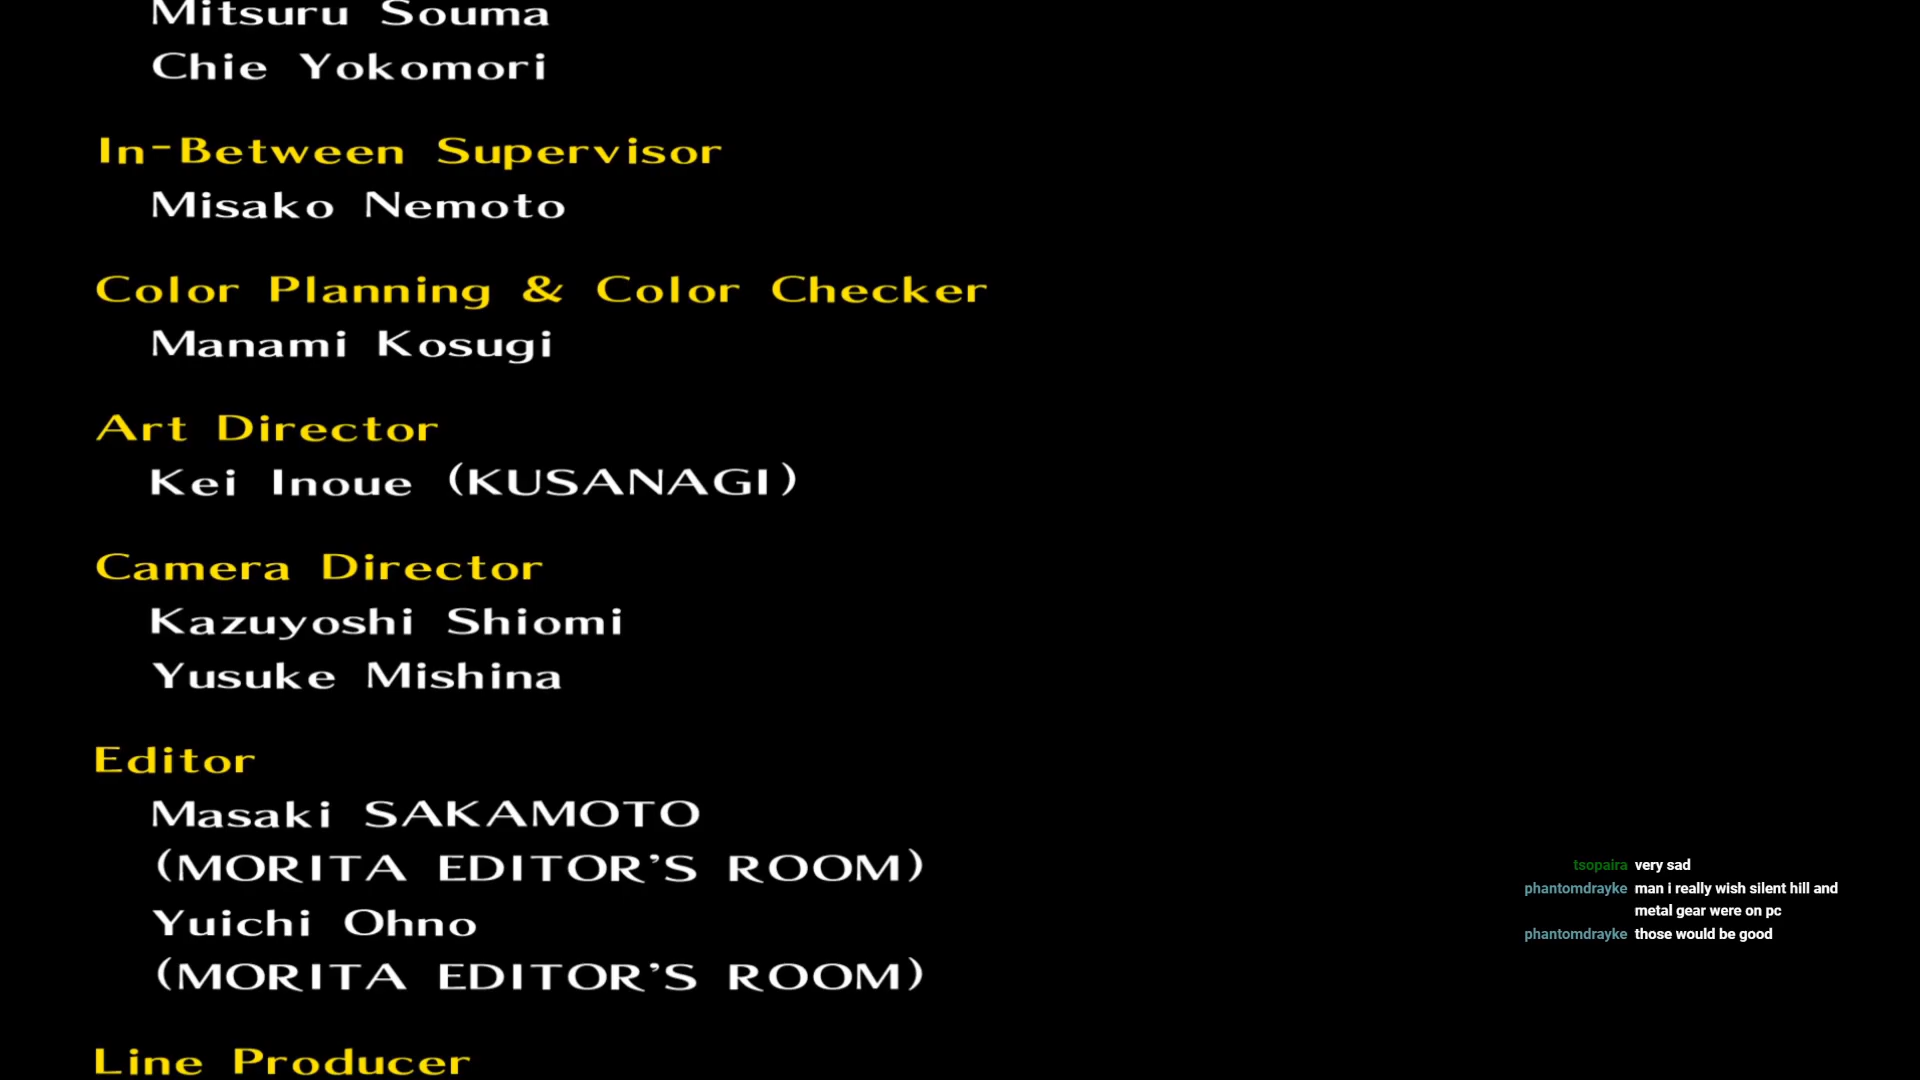 Mitsuru Souma
Chie Yokomori
In-Between Supervisor
Misako Nemoto
Color Planning & Color Checker
Manami Kosugi
Art Director
Kei Inoue (KUSANAGI)
Camera Director
Kazuyoshi Shiomi
Yusuke Mishina
Editor
Masaki SAKAMOTO
(MORITA EDITOR'S ROOM)
Yuichi Ohno
(MORITA EDITOR'S ROOM)
Line Producer
tsopaira very sad
phantomdrayke man i really wish silent hill and
metal gear were on pc
phantomdrayke those would be good